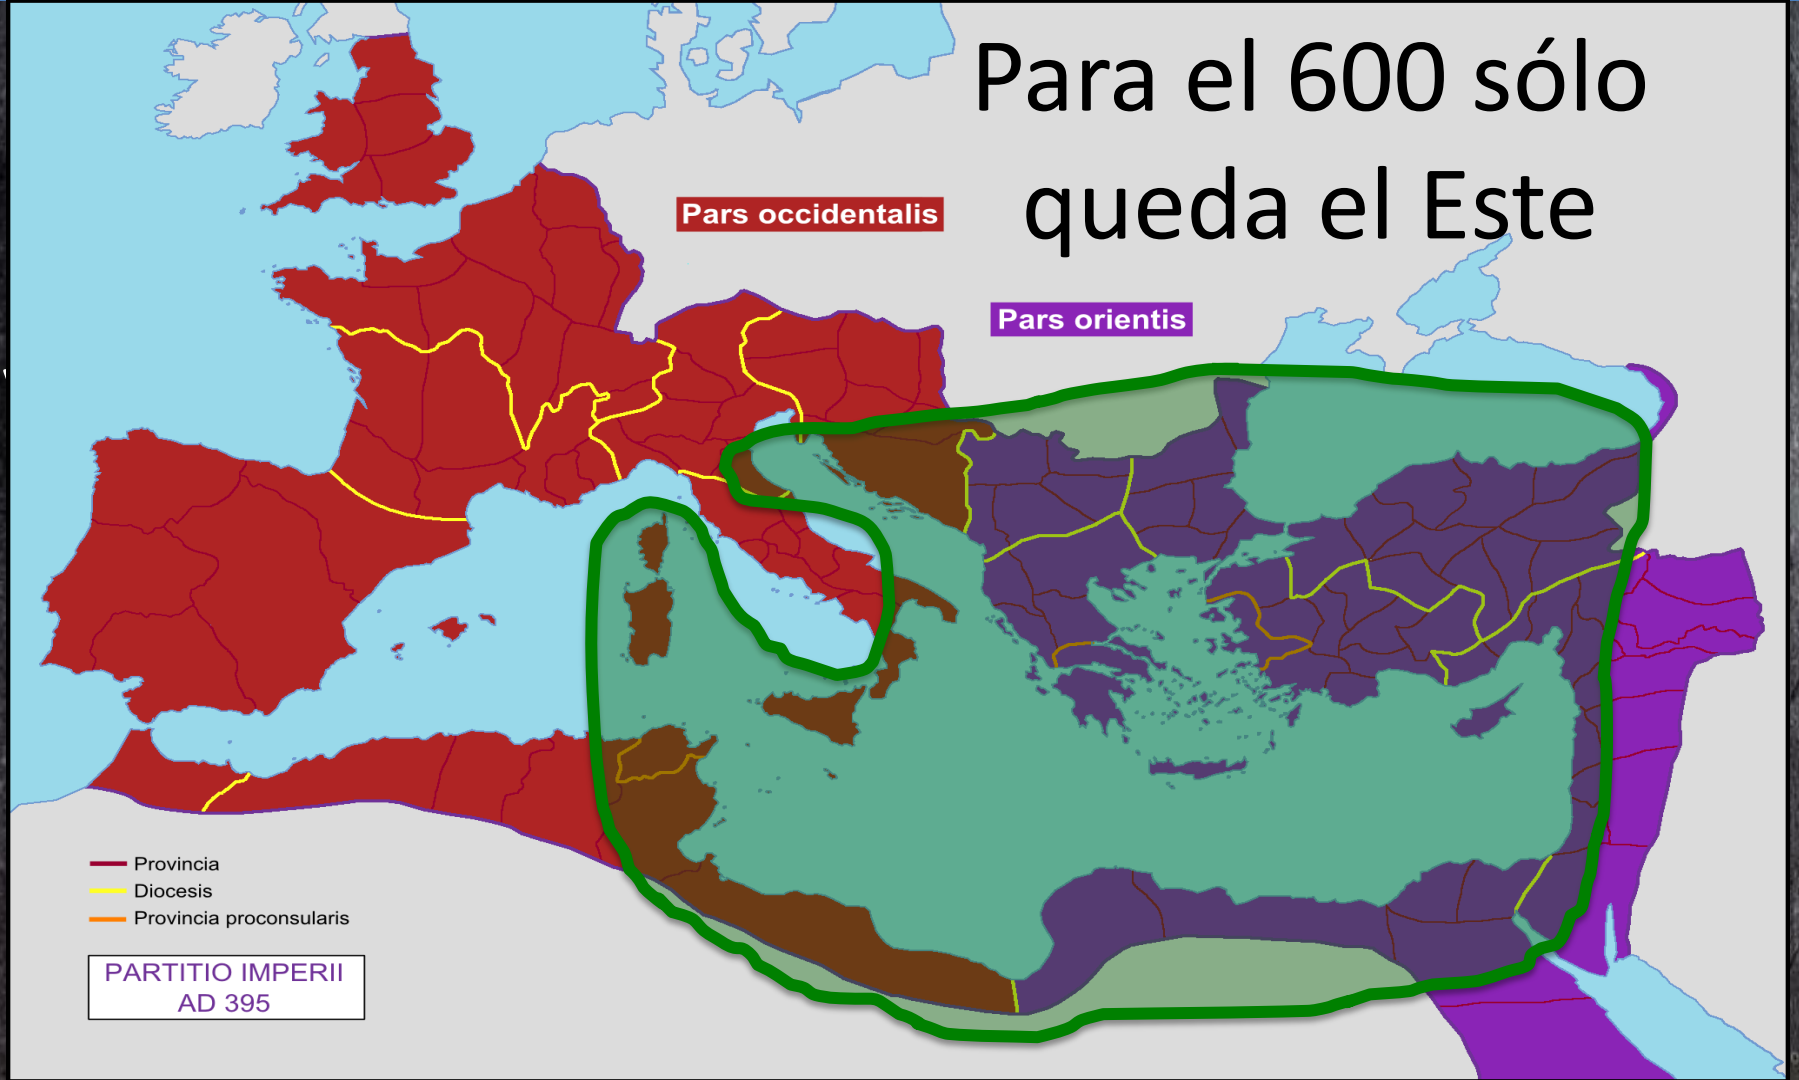 Para el 600 sólo
queda el Este
Pars occidentalis
Pars orientis
Provincia
Diocesis
Provincia proconsularis
PARTITIO IMPERII
AD 395